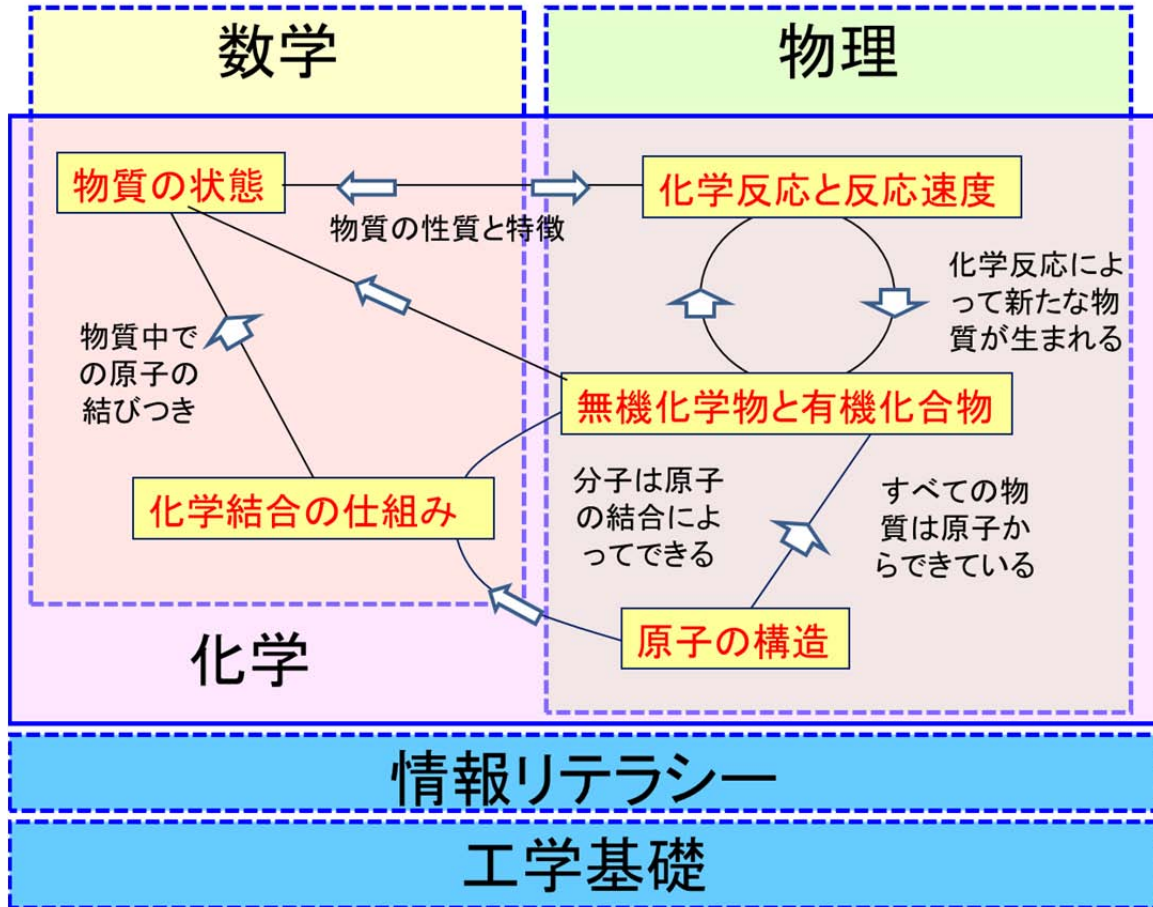 数学
物理
物質の状態
化学反応と反応速度
物質の性質と特徴
化学反応によ
って新たな物
質が生まれる
物質中で
の原子の
結びつき
無機化学物と有機化合物
化学結合の仕組み
分子は原子
の結合によ
ってできる
すべての物
質は原子か
らできている
原子の構造
化学
情報リテラシー
工学基礎